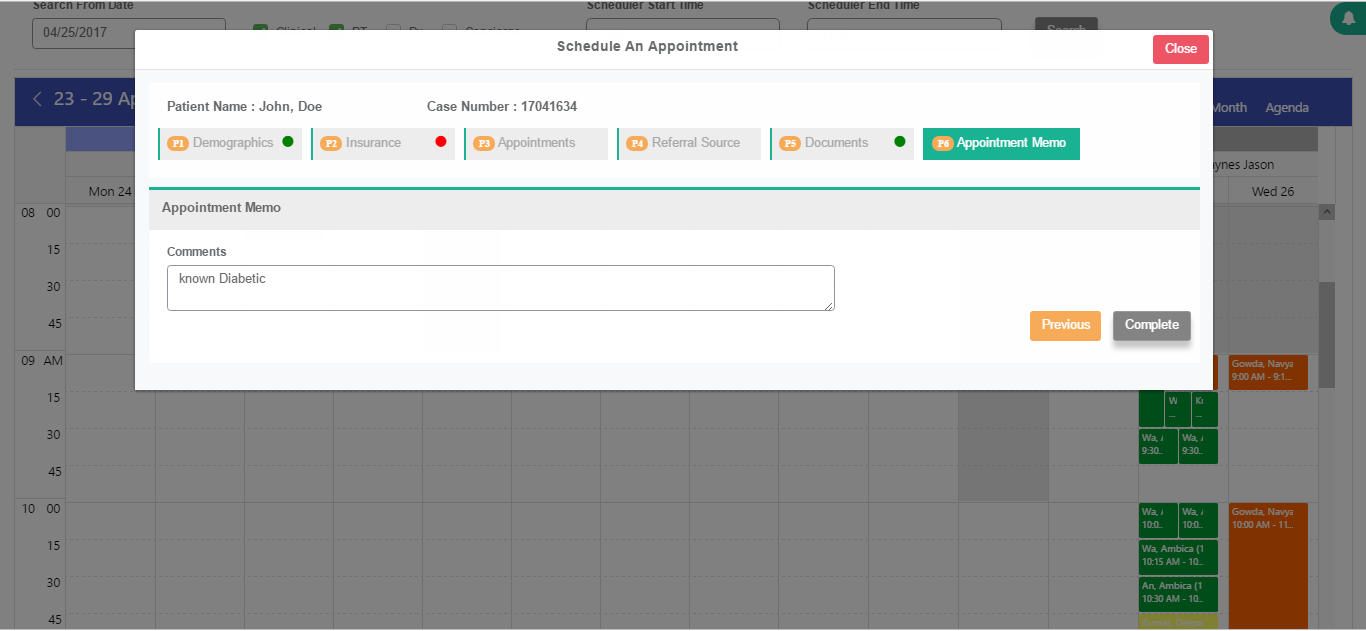 Search From Date
Scheduler Start Time
Scheduler End Time
04/25/2017
Clinical
PT
Concierge
Search
Schedule An Appointment
Close
23 - 29 Ap
Month
Agenda
Patient Name : John, Doe
Case Number : 17041634
P1 Demographics
P2 Insurance
P3 Appointments
P4 Referral Source
P5 Documents
P6 Appointment Memo
ynes Jason
Mon 24
Wed 26
Appointment Memo
Comments
known Diabetic
Previous
Complete
08 00
15
30
45
09 AM
15
30
45
10 00
15
30
45
Gowda, Navya
9:00 AM - 9:1...
W
...
...
Wa,
9:30..
Wa,
9:30..
Wa,
10:0..
Wa,
10:0..
Gowda, Navya
10:00 AM - 11...
Wa, Ambica (1
10:15 AM - 10...
An, Ambica (1
10:30 AM - 10...